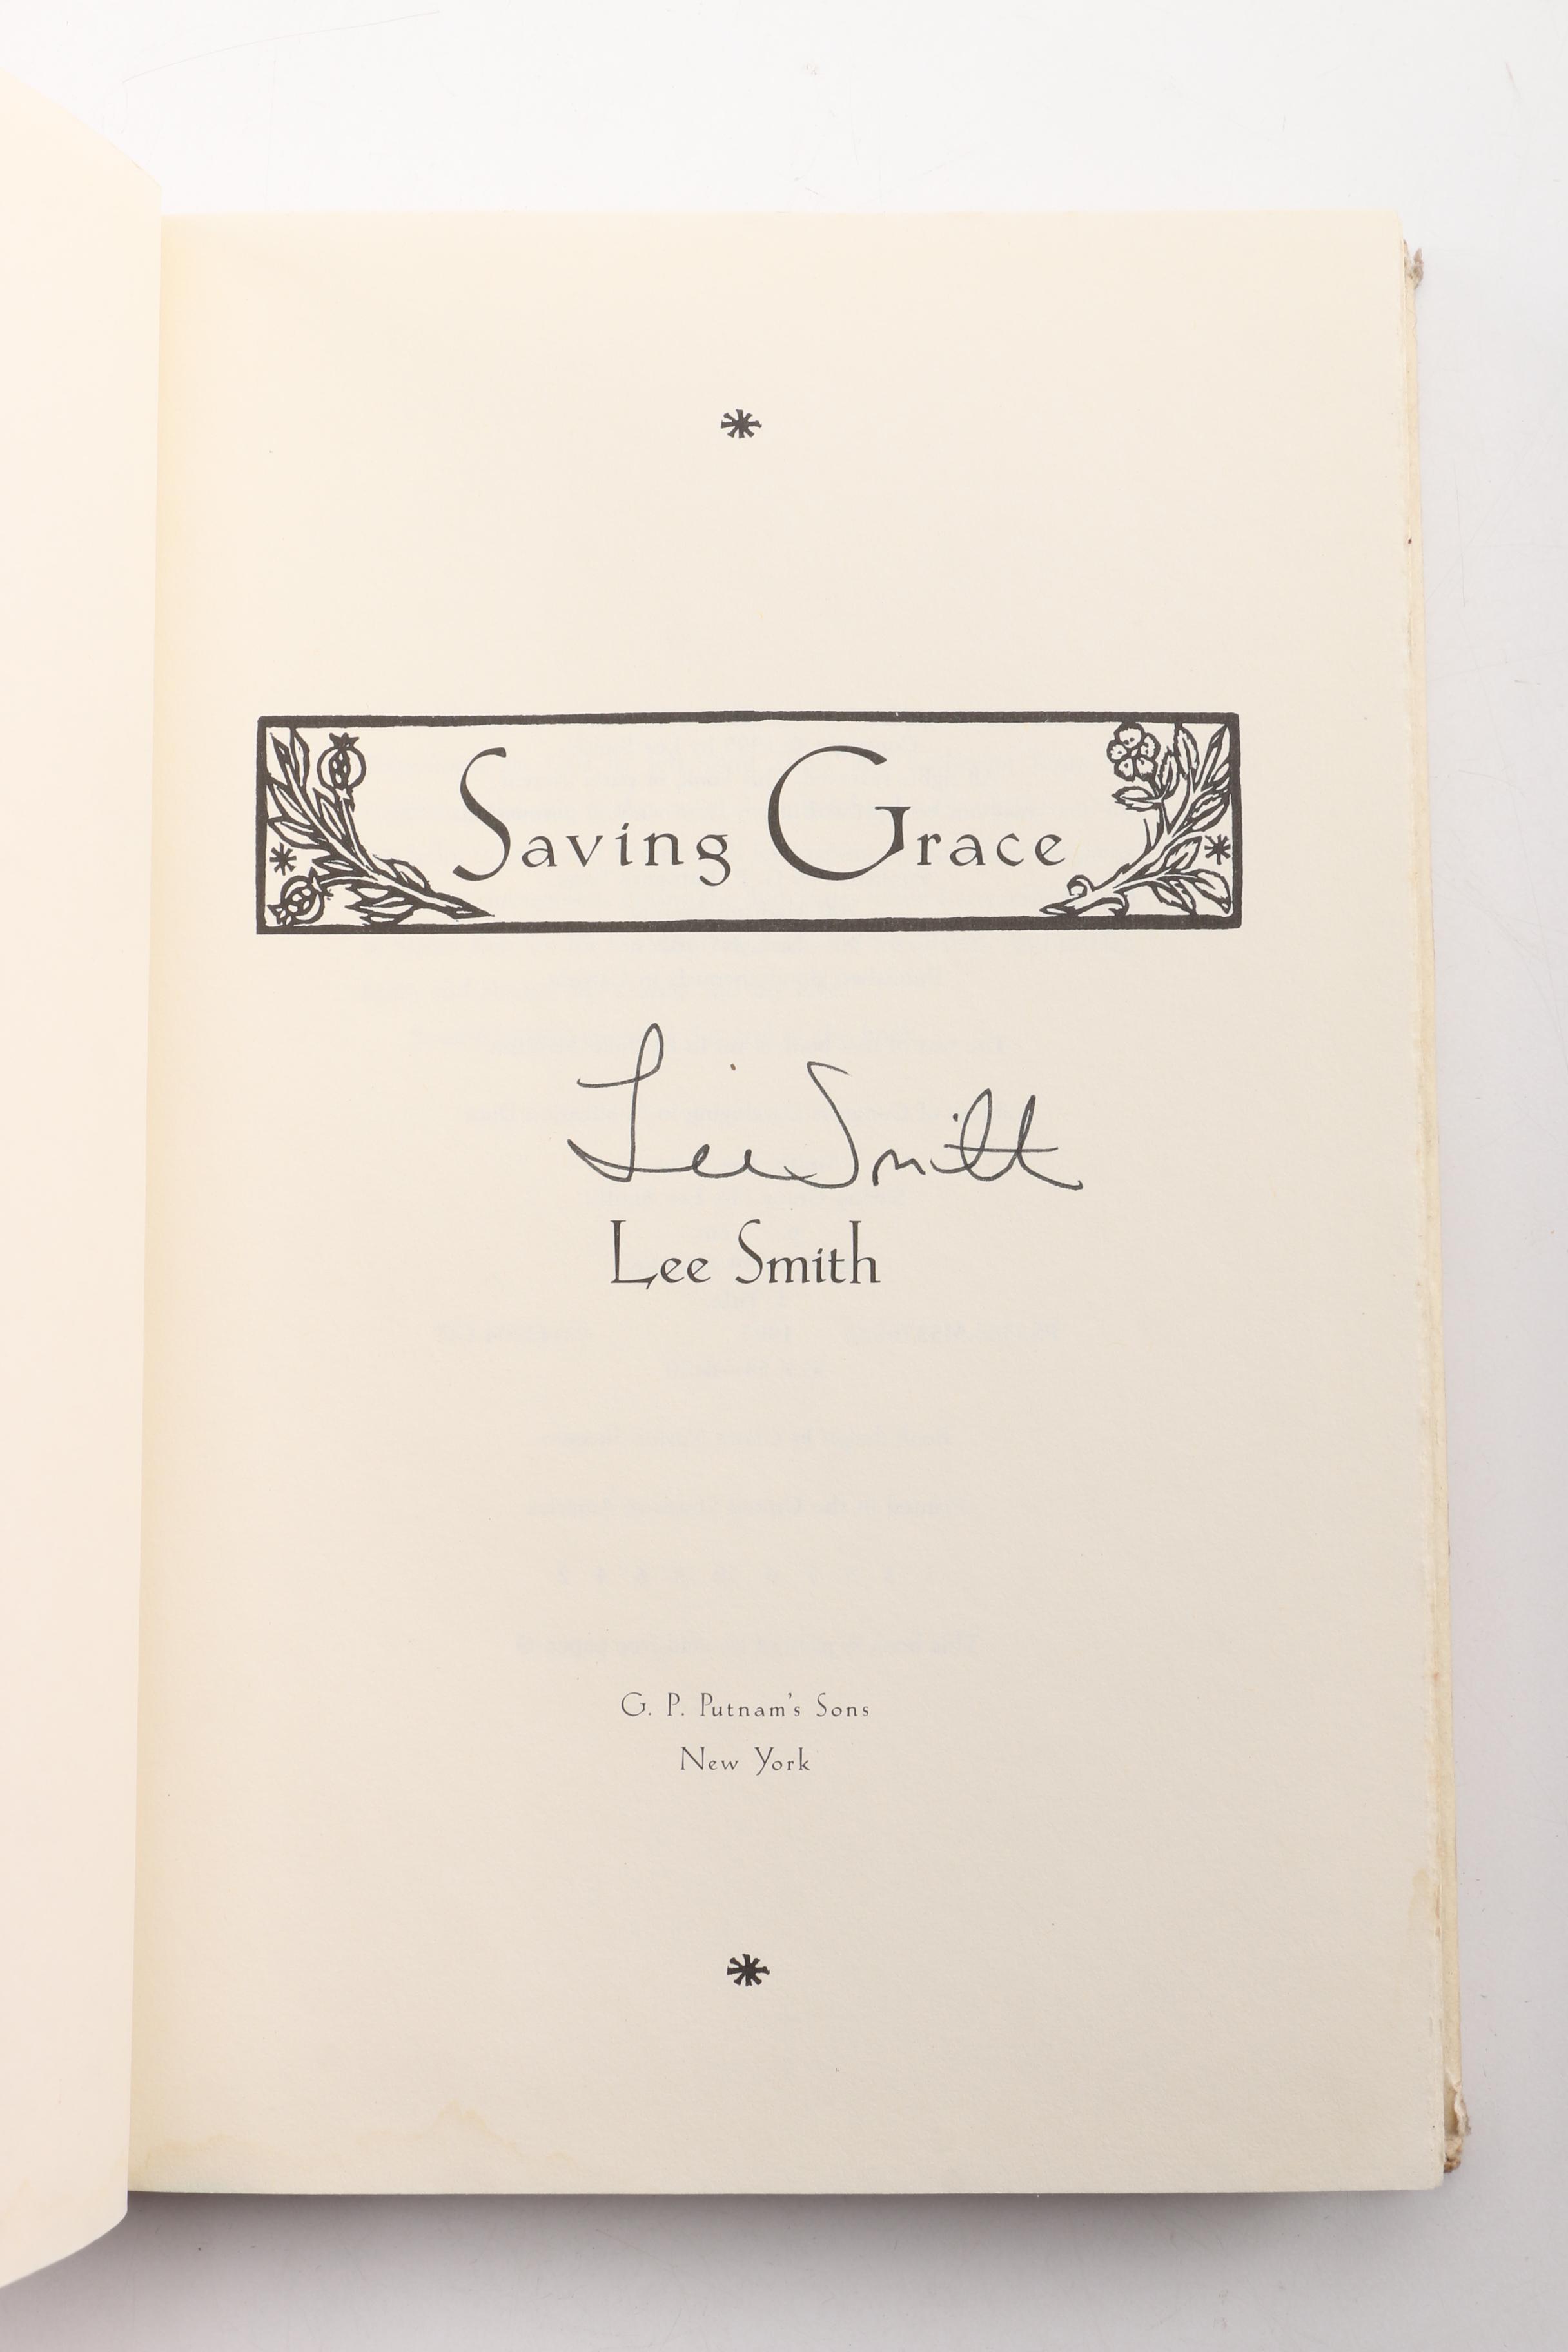 *
Saving Grace
Lee Smith
Lee Smith
G. P. Putnam's Sons
New York
*